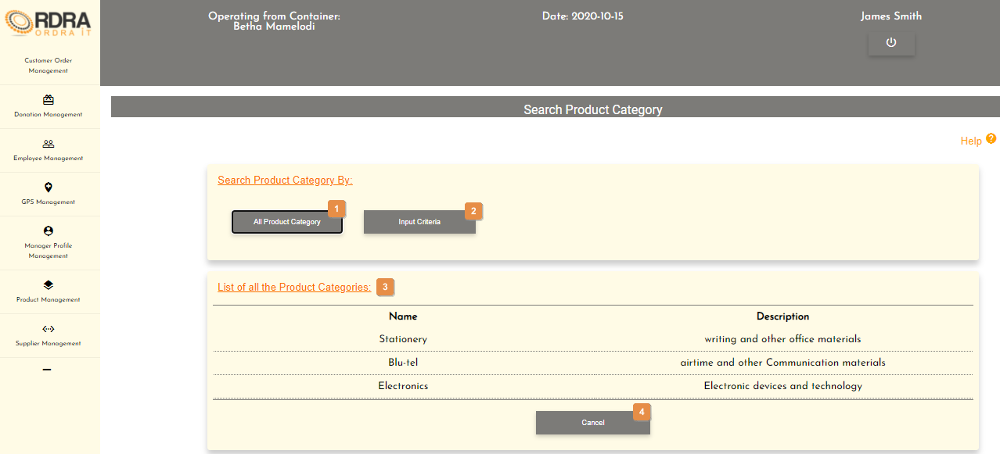 ORDRA
ORDRA IT
Customer Order
Management
Donation Management
Employee Management
GPS Management
Manager Profile
Management
Product Management
Supplier Management
Operating from Container:
Betha Mamelodi
Date: 2020-10-15
James Smith
Search Product Category
Help ?
Search Product Category By:
All Product Category 1
Input Criteria 2
List of all the Product Categories: 3
Name Description
Stationery writing and other office materials
Blu-tel airtime and other Communication materials
Electronics Electronic devices and technology
Cancel 4